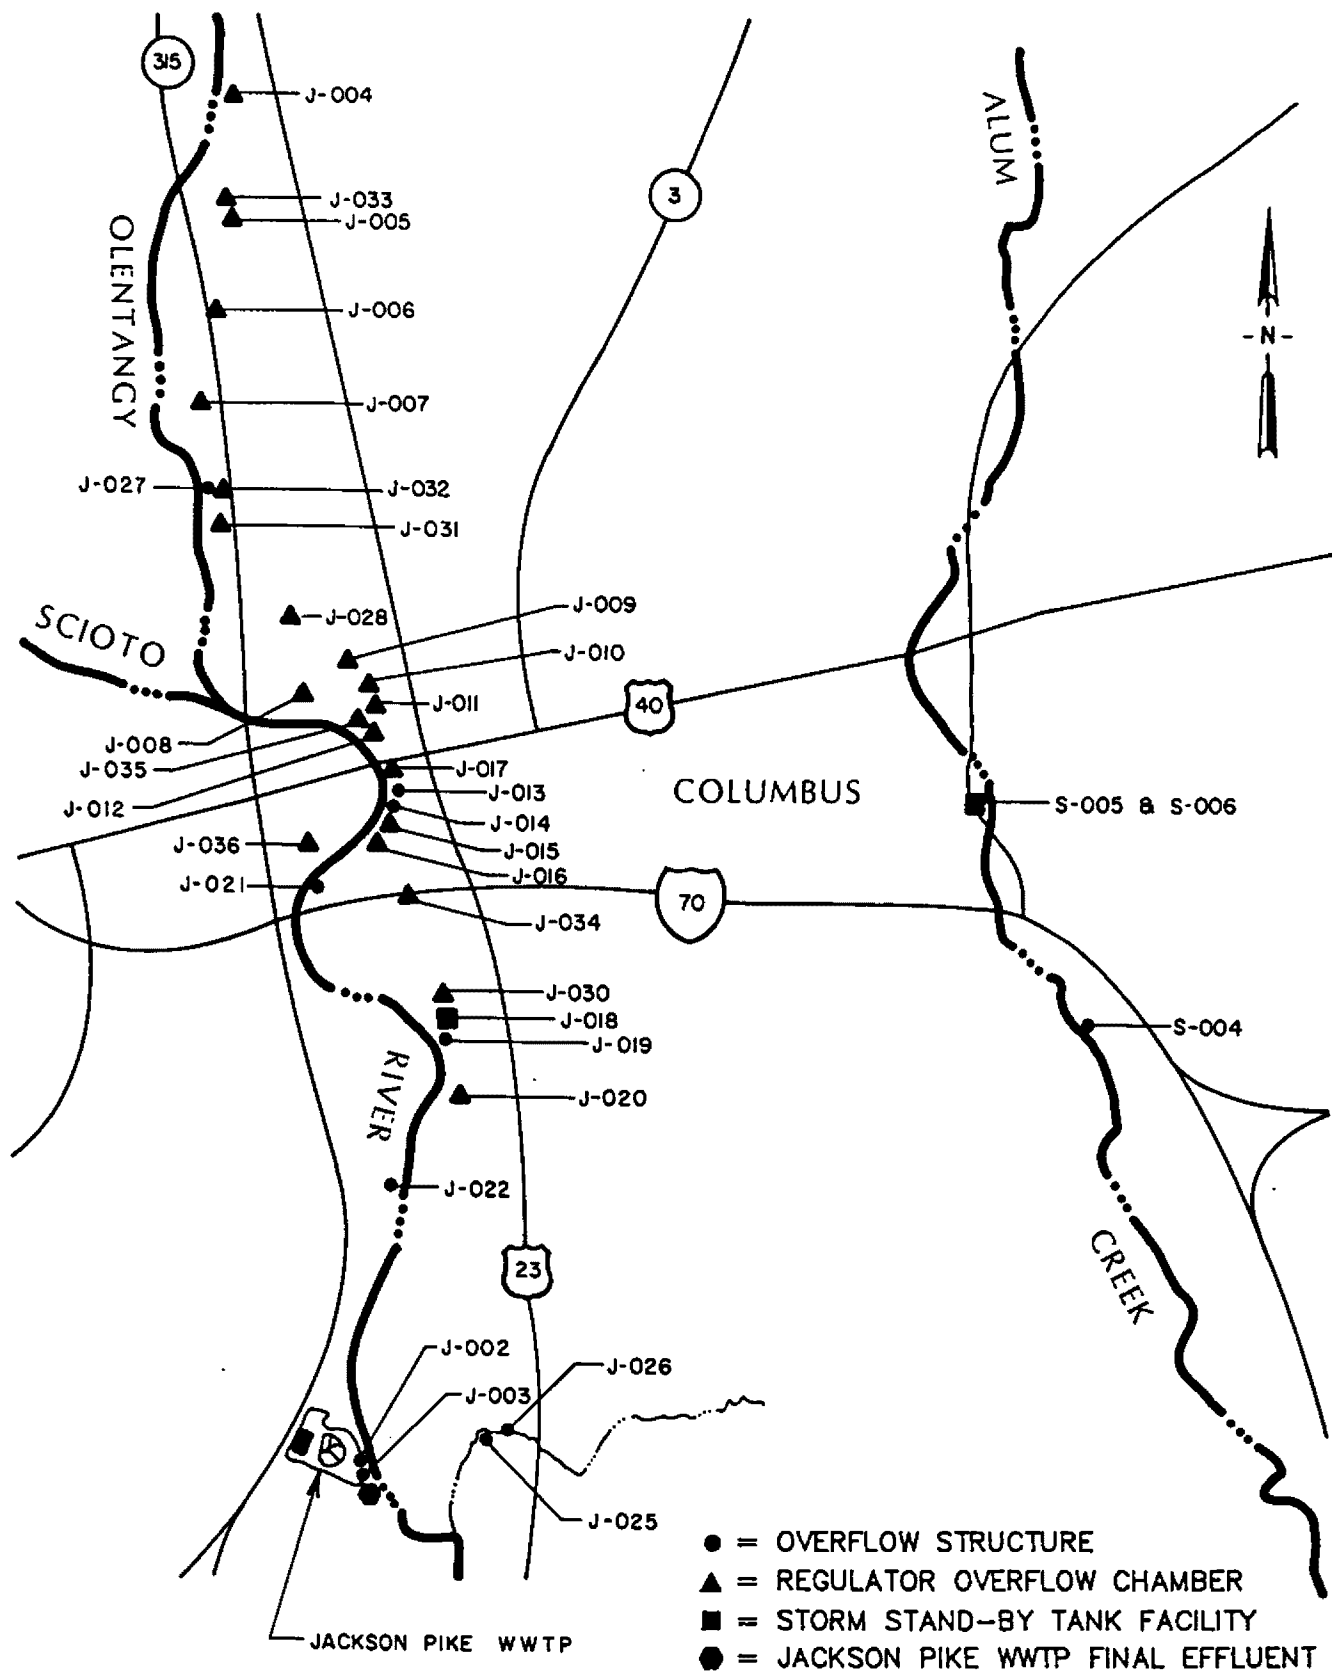 315
J-004
ALUM
3
J-033
J-005
OLENTANGY
J-006
-N-
J-007
J-027
J-032
J-031
SCIOTO
J-028
J-009
J-010
J-011
40
J-008
J-035
J-017
J-012
J-013
COLUMBUS
S-005 & S-006
J-014
J-036
J-015
J-016
J-021
70
J-034
J-030
J-018
S-004
J-019
RIVER
J-020
J-022
CREEK
23
J-002
J-026
J-003
J-025
● = OVERFLOW STRUCTURE
▲ = REGULATOR OVERFLOW CHAMBER
■ = STORM STAND-BY TANK FACILITY
JACKSON PIKE WWTP
⬢ = JACKSON PIKE WWTP FINAL EFFLUENT